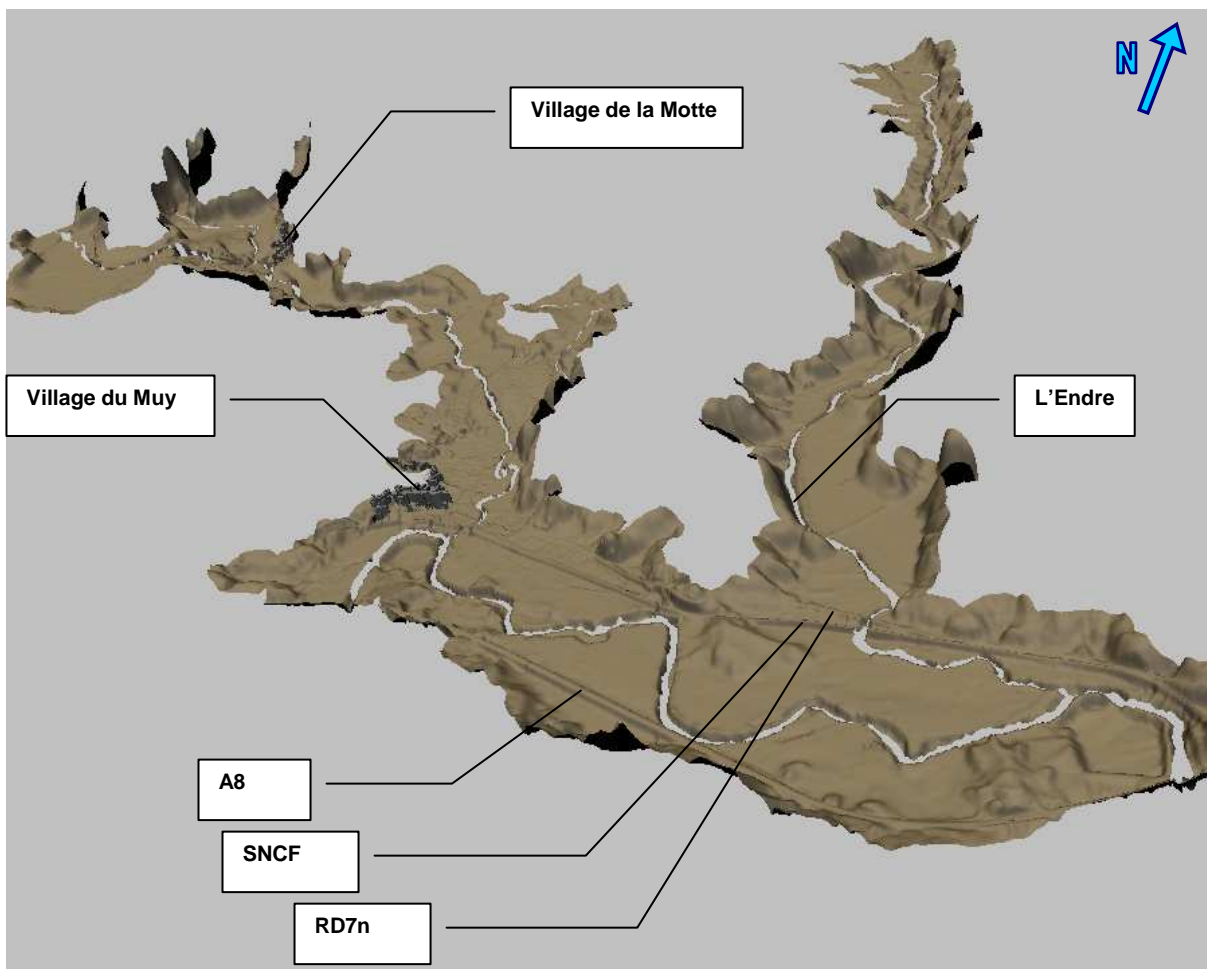 N
Village de la Motte
Village du Muy
L'Endre
A8
SNCF
RD7n